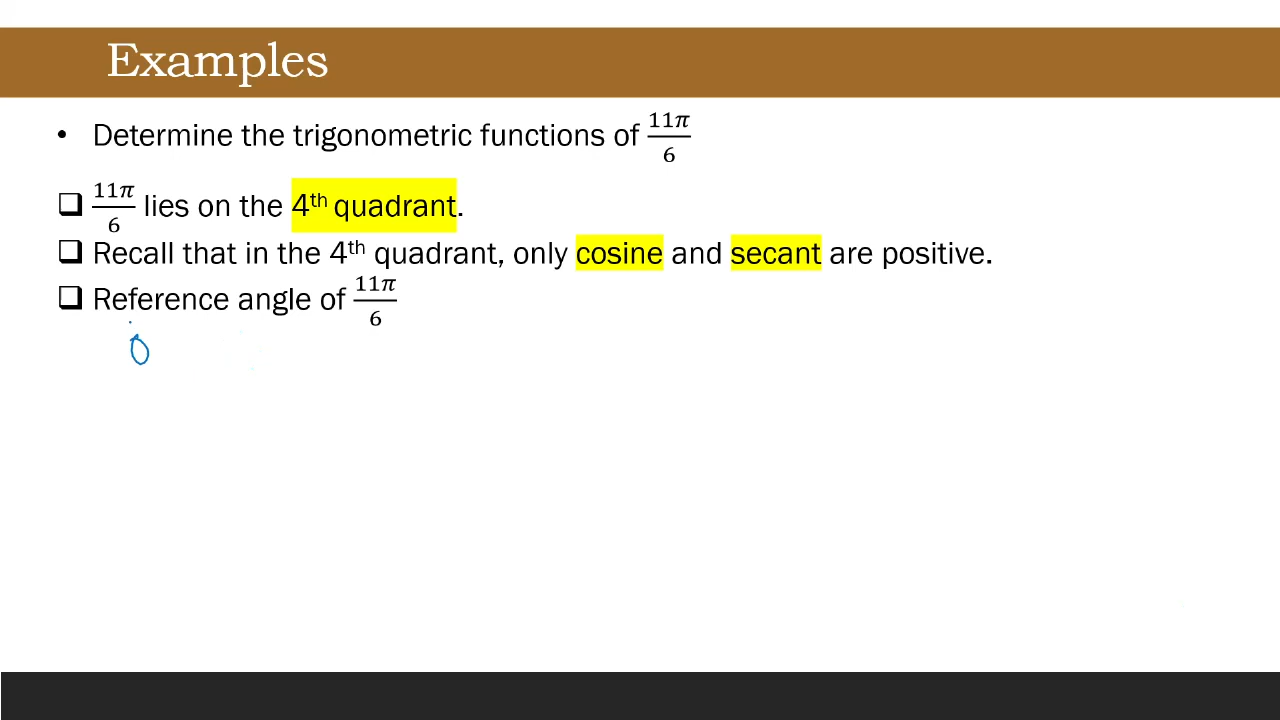 Examples
• Determine the trigonometric functions of 11π/6
❑ 11π/6 lies on the 4th quadrant.
❑ Recall that in the 4th quadrant, only cosine and secant are positive.
❑ Reference angle of 11π/6